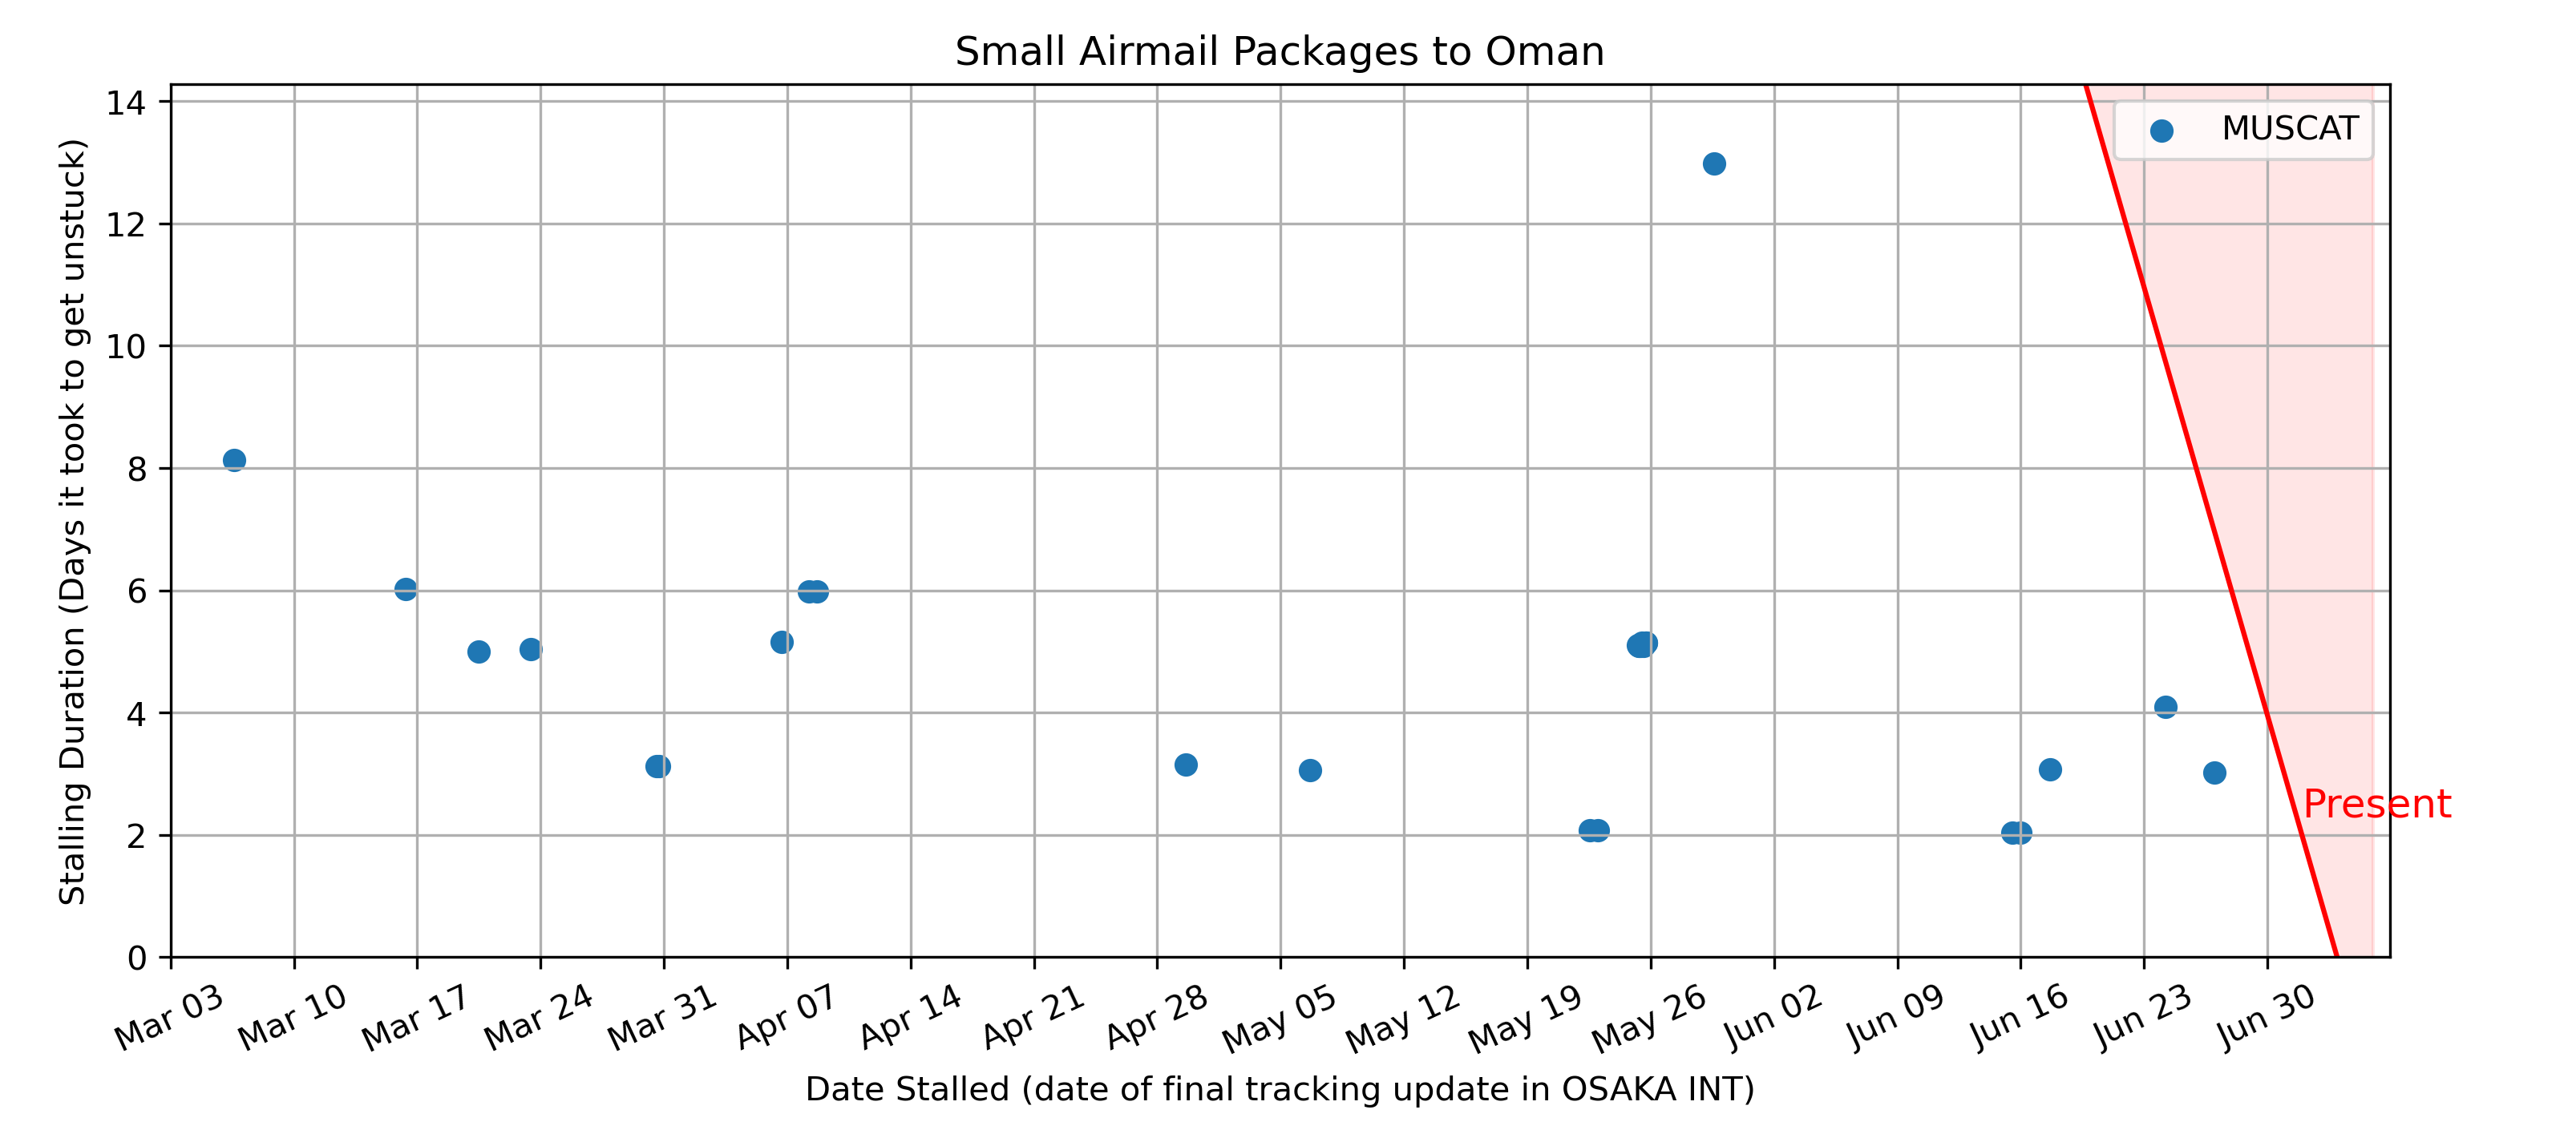 Small Airmail Packages to Oman
MUSCAT
Stalling Duration (Days it took to get unstuck)
14
12
10
8
6
4
2
0
Present
Mar 03
Mar 10
Mar 17
Mar 24
Mar 31
Apr 07
Apr 14
Apr 21
Apr 28
May 05
May 12
May 19
May 26
Jun 02
Jun 09
Jun 16
Jun 23
Jun 30
Date Stalled (date of final tracking update in OSAKA INT)